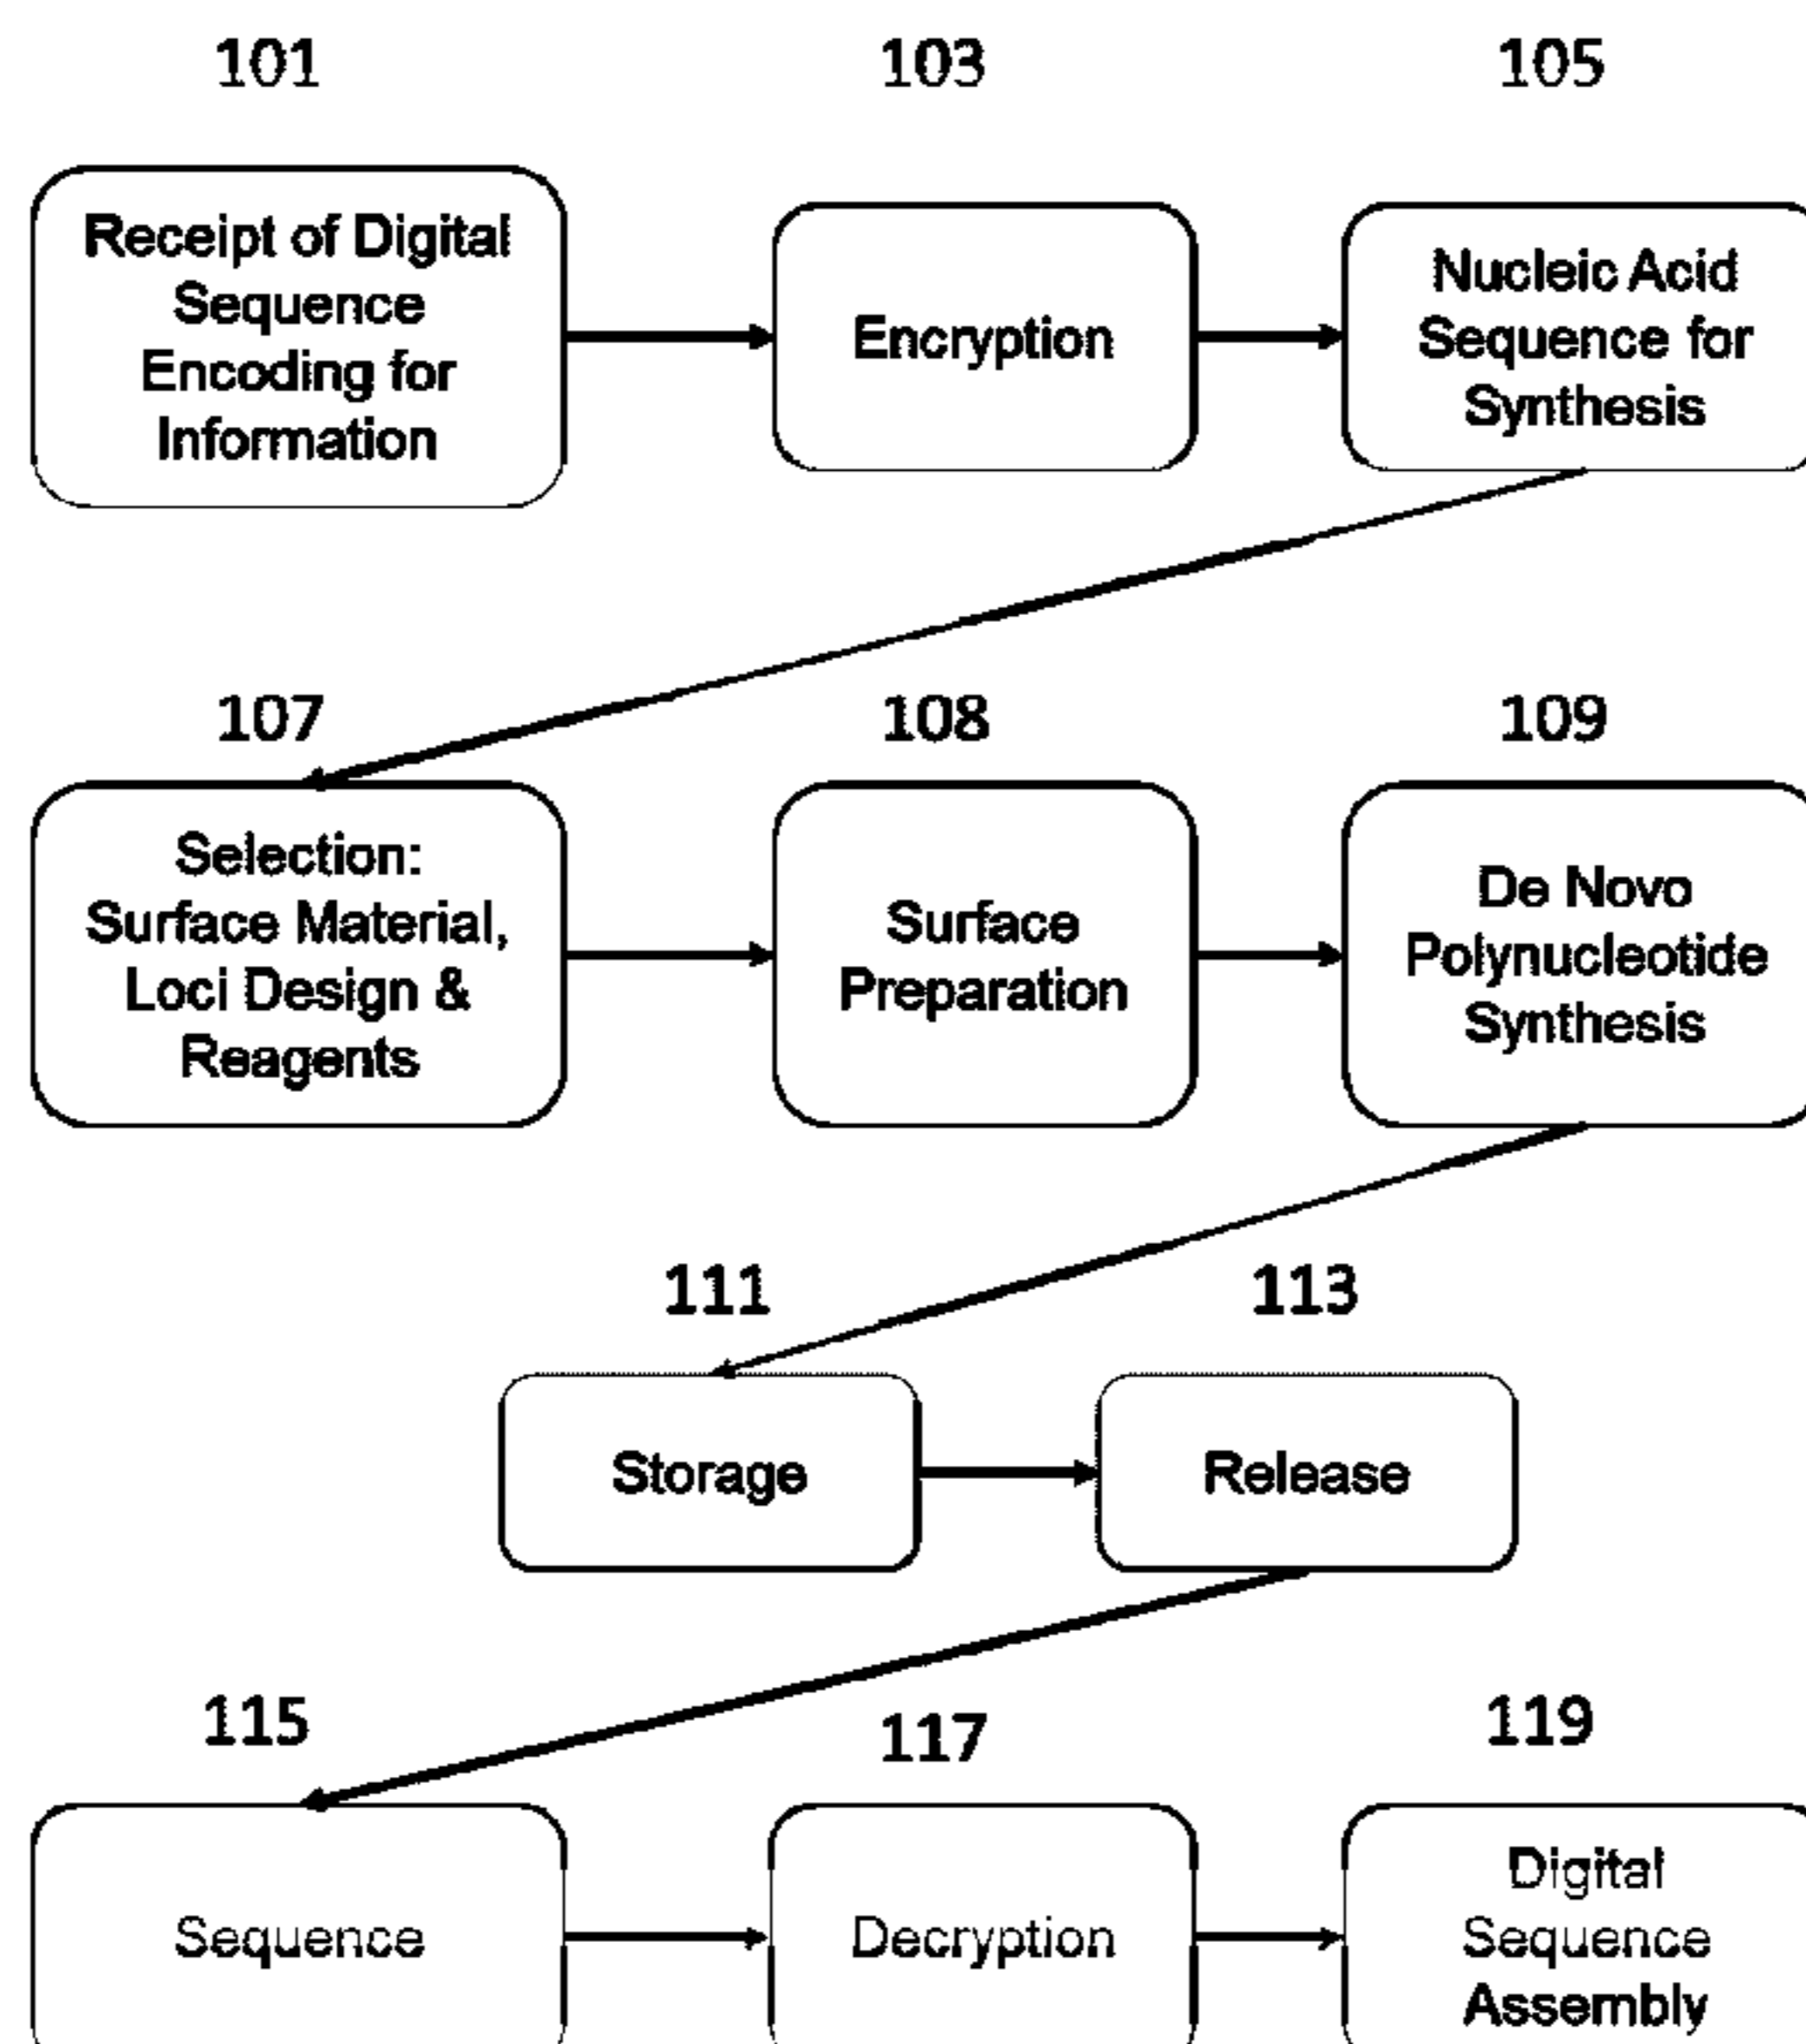 101 103 105
Receipt of Digital
Sequence
Encoding for
Information
Encryption
Nucleic Acid
Sequence for
Synthesis
107 108 109
Selection:
Surface Material,
Loci Design &
Reagents
Surface
Preparation
De Novo
Polynucleotide
Synthesis
111 113
Storage
Release
115 117 119
Sequence
Decryption
Digital
Sequence
Assembly